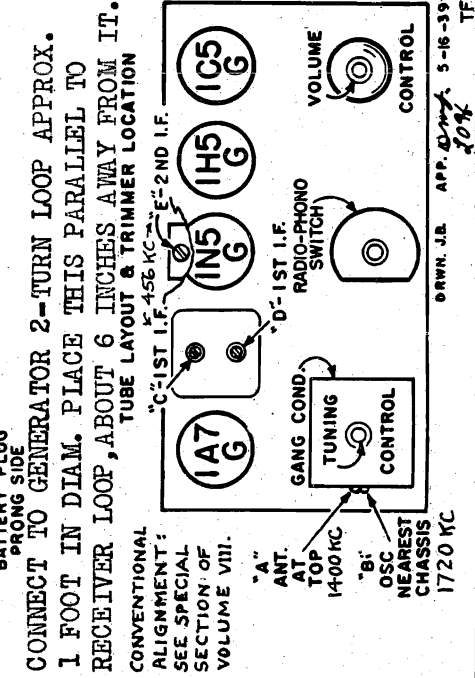 BATTERY PLUG
PRONG SIDE
CONNECT TO GENERATOR 2-TURN LOOP APPROX.
1 FOOT IN DIAM. PLACE THIS PARALLEL TO
RECEIVER LOOP, ABOUT 6 INCHES AWAY FROM IT.
TUBE LAYOUT & TRIMMER LOCATION
CONVENTIONAL
ALIGNMENT:
SEE SPECIAL
SECTION OF
VOLUME VIII.
"C"-1ST I.F.
456 KC
"E"-2ND I.F.
1A7
G
1N5
G
1H5
G
1C5
G
"D"-1ST I.F.
GANG COND.
TUNING
CONTROL
RADIO-PHONO
SWITCH
VOLUME
CONTROL
"A"
ANT.
AT
TOP
1400 KC
"B"
OSC
NEAREST
CHASSIS
1720 KC
DRWN. J.B.
APP.
5-16-39
TF